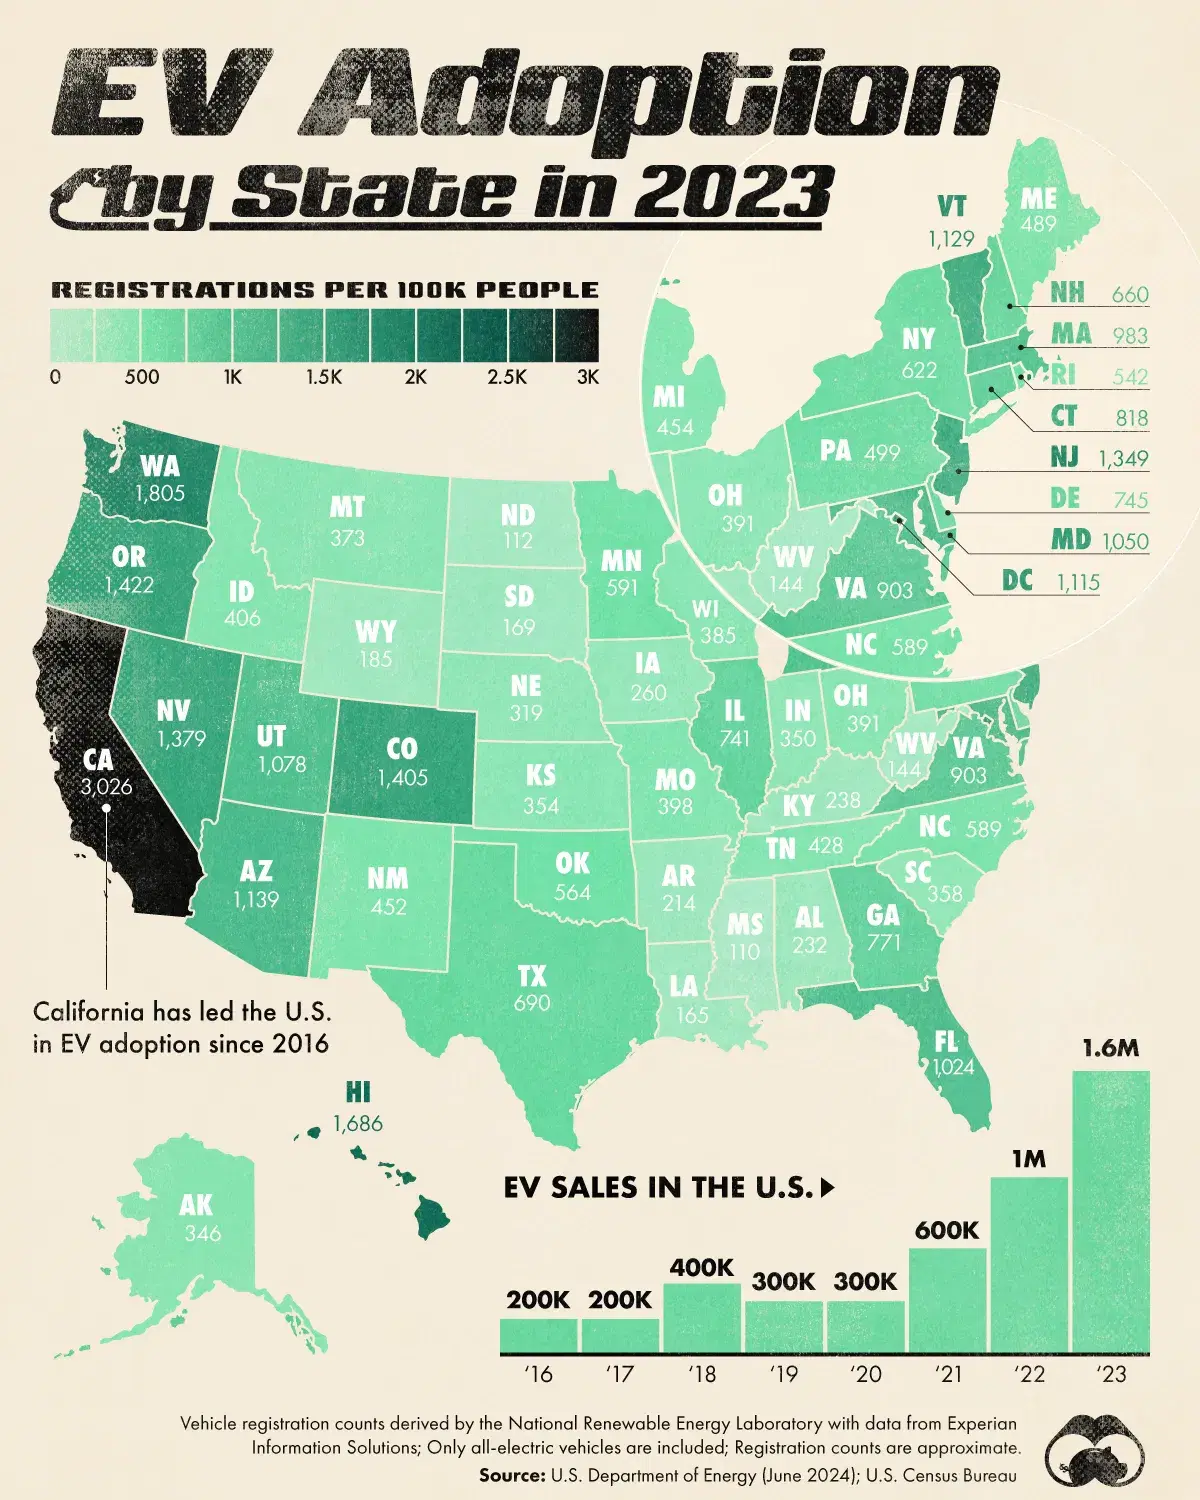 EV Adoption
by State in 2023
REGISTRATIONS PER 100K PEOPLE
0 500 1K 1.5K 2K 2.5K 3K
VT
1,129
ME
489
NH 660
MA 983
RI 542
CT 818
NJ 1,349
DE 745
MD 1,050
DC 1,115
NY
622
MI
454
PA 499
OH
391
WV
144
VA 903
NC 589
WA
1,805
OR
1,422
CA
3,026
California has led the U.S.
in EV adoption since 2016
MT
373
ID
406
WY
185
NV
1,379
UT
1,078
CO
1,405
AZ
1,139
NM
452
ND
112
SD
169
NE
319
KS
354
OK
564
TX
690
MN
591
IA
260
MO
398
AR
214
LA
165
WI
385
IL
741
IN
350
OH
391
KY 238
TN 428
MS
110
AL
232
WV
144
VA
903
NC 589
SC
358
GA
771
FL
1,024
HI
1,686
AK
346
EV SALES IN THE U.S.
200K 200K 400K 300K 300K 600K 1M 1.6M
‘16 ‘17 ‘18 ‘19 ‘20 ‘21 ‘22 ‘23
Vehicle registration counts derived by the National Renewable Energy Laboratory with data from Experian
Information Solutions; Only all-electric vehicles are included; Registration counts are approximate.
Source: U.S. Department of Energy (June 2024); U.S. Census Bureau